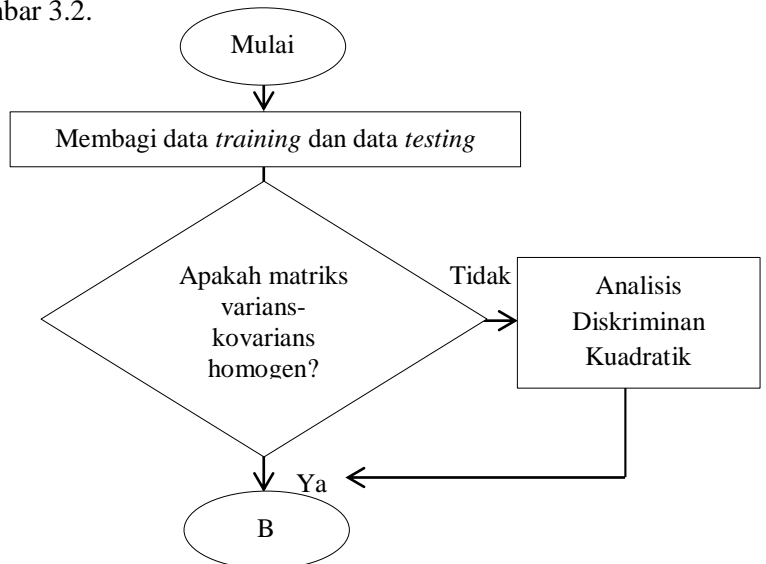 bar 3.2.
Mulai
Membagi data training dan data testing
Apakah matriks
varians-
kovarians
homogen?
Tidak
Analisis
Diskriminan
Kuadratik
Ya
B